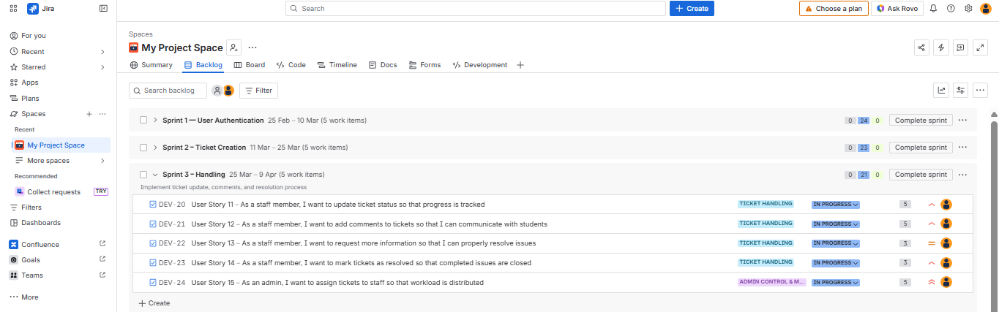 Jira
Search
Create
Choose a plan
Ask Rovo
For you
Recent
Starred
Apps
Plans
Spaces
Recent
My Project Space
More spaces
Recommended
Collect requests TRY
Filters
Dashboards
Confluence
Goals
Teams
More
Spaces
My Project Space
Summary Backlog Board Code Timeline Docs Forms Development
Search backlog Filter
Sprint 1 — User Authentication 25 Feb – 10 Mar (5 work items) 0 24 0 Complete sprint
Sprint 2 – Ticket Creation 11 Mar – 25 Mar (5 work items) 0 23 0 Complete sprint
Sprint 3 – Handling 25 Mar – 9 Apr (5 work items) 0 21 0 Complete sprint
Implement ticket update, comments, and resolution process
DEV-20 User Story 11 – As a staff member, I want to update ticket status so that progress is tracked TICKET HANDLING IN PROGRESS 5
DEV-21 User Story 12 – As a staff member, I want to add comments to tickets so that I can communicate with students TICKET HANDLING IN PROGRESS 5
DEV-22 User Story 13 – As a staff member, I want to request more information so that I can properly resolve issues TICKET HANDLING IN PROGRESS 3
DEV-23 User Story 14 – As a staff member, I want to mark tickets as resolved so that completed issues are closed TICKET HANDLING IN PROGRESS 3
DEV-24 User Story 15 – As an admin, I want to assign tickets to staff so that workload is distributed ADMIN CONTROL & M... IN PROGRESS 5
Create